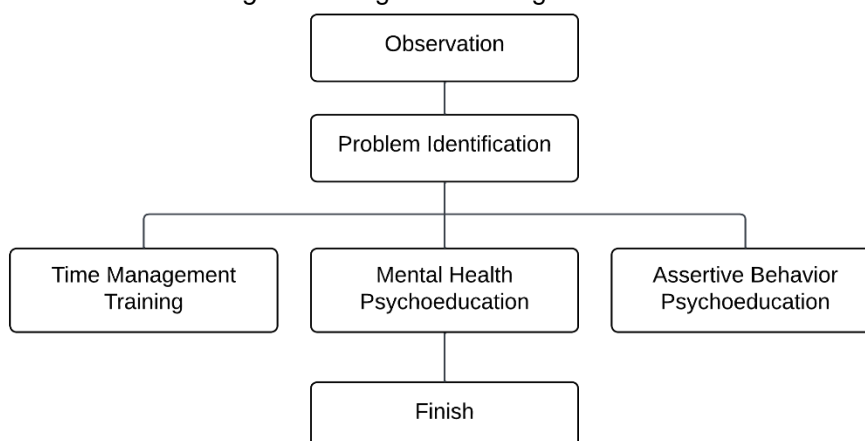 Observation
Problem Identification
Time Management
Training
Mental Health
Psychoeducation
Assertive Behavior
Psychoeducation
Finish